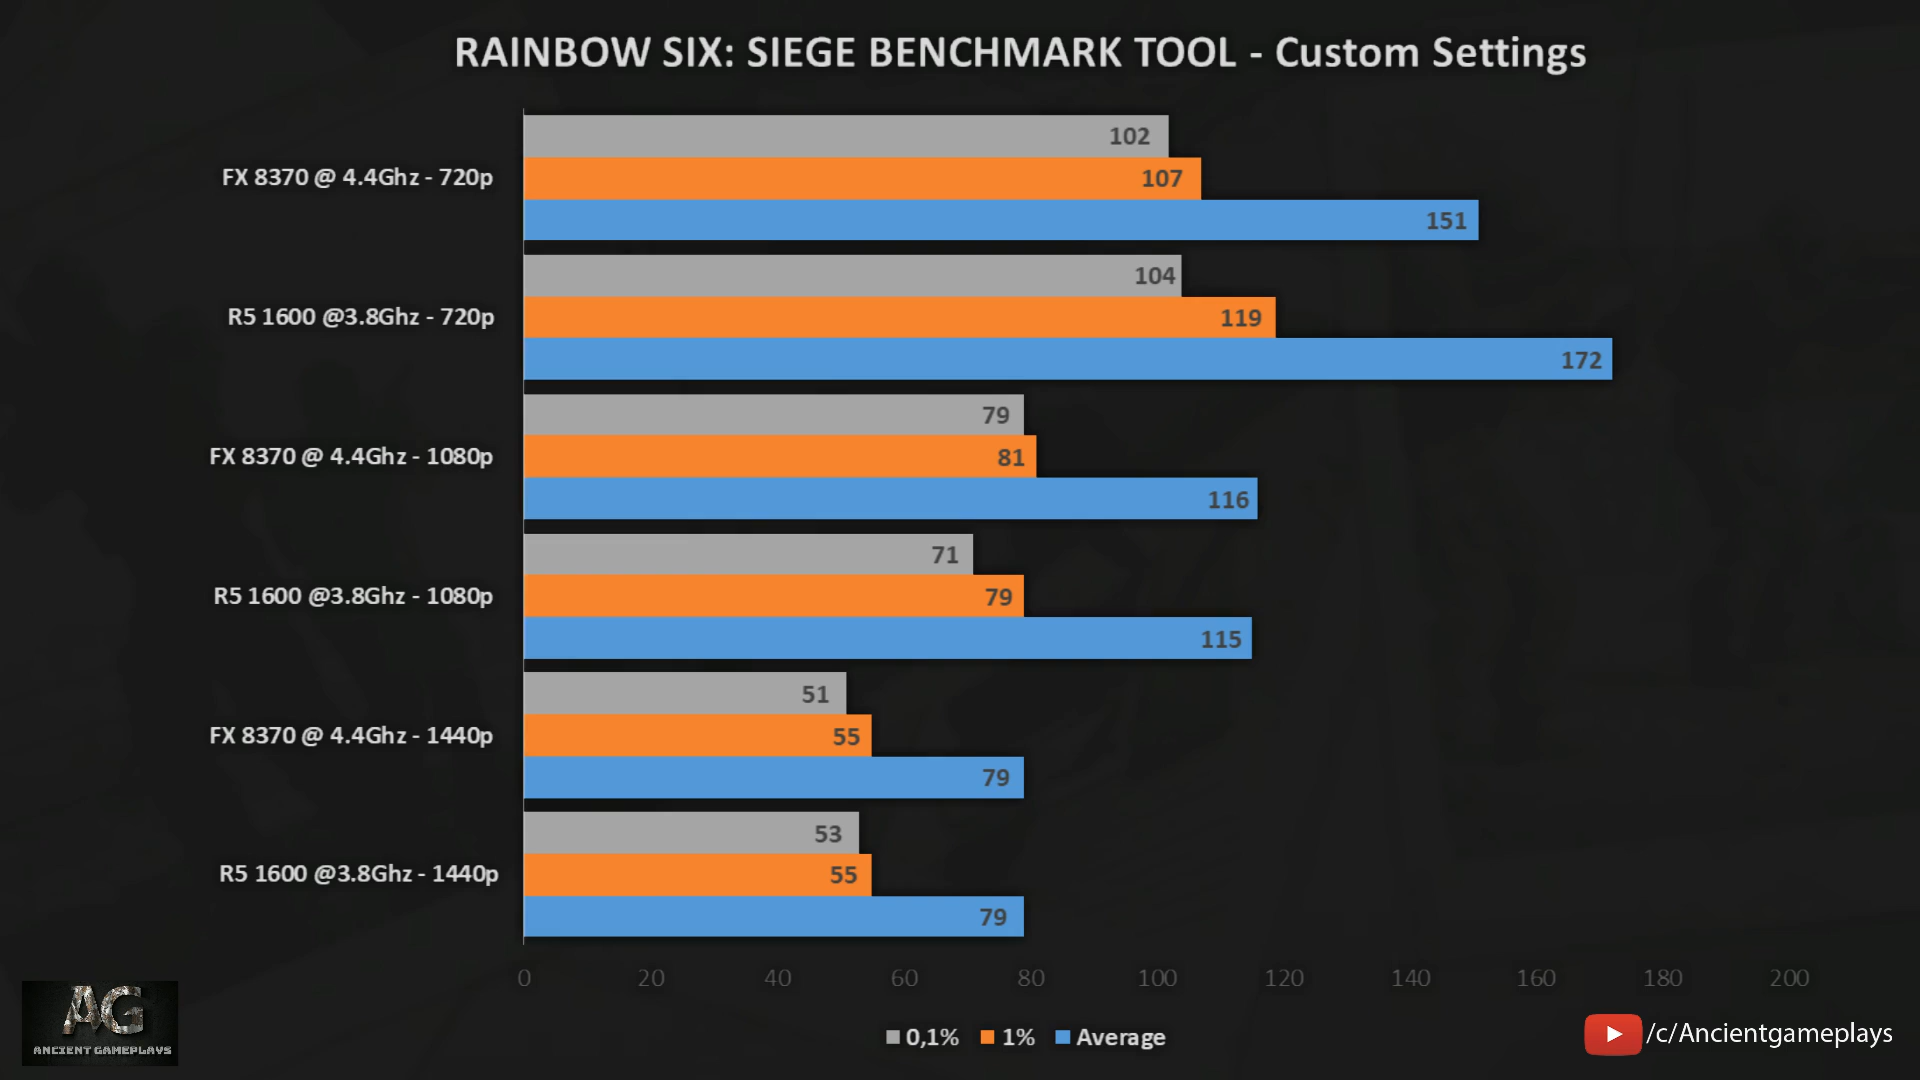 RAINBOW SIX: SIEGE BENCHMARK TOOL - Custom Settings
FX 8370 @ 4.4Ghz - 720p
102
107
151
R5 1600 @3.8Ghz - 720p
104
119
172
FX 8370 @ 4.4Ghz - 1080p
79
81
116
R5 1600 @3.8Ghz - 1080p
71
79
115
FX 8370 @ 4.4Ghz - 1440p
51
55
79
R5 1600 @3.8Ghz - 1440p
53
55
79
0 20 40 60 80 100 120 140 160 180 200
0,1% 1% Average
AG
ANCIENT GAMEPLAYS
/c/Ancientgameplays